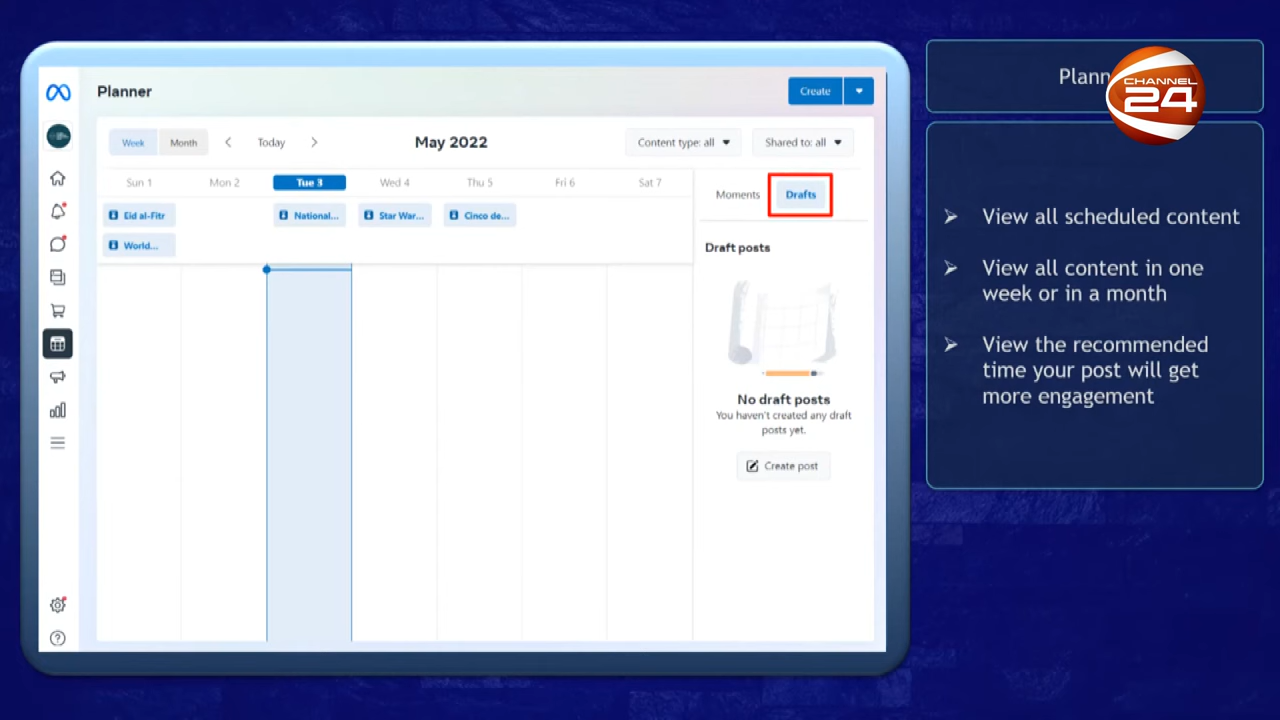 Planner
Create
Week
Month
Today
May 2022
Content type: all
Shared to: all
Sun 1
Mon 2
Tue 3
Wed 4
Thu 5
Fri 6
Sat 7
Eid al-Fitr
National...
Star War...
Cinco de...
World...
Moments
Drafts
Draft posts
No draft posts
You haven't created any draft
posts yet.
Create post
CHANNEL
24
View all scheduled content
View all content in one
week or in a month
View the recommended
time your post will get
more engagement